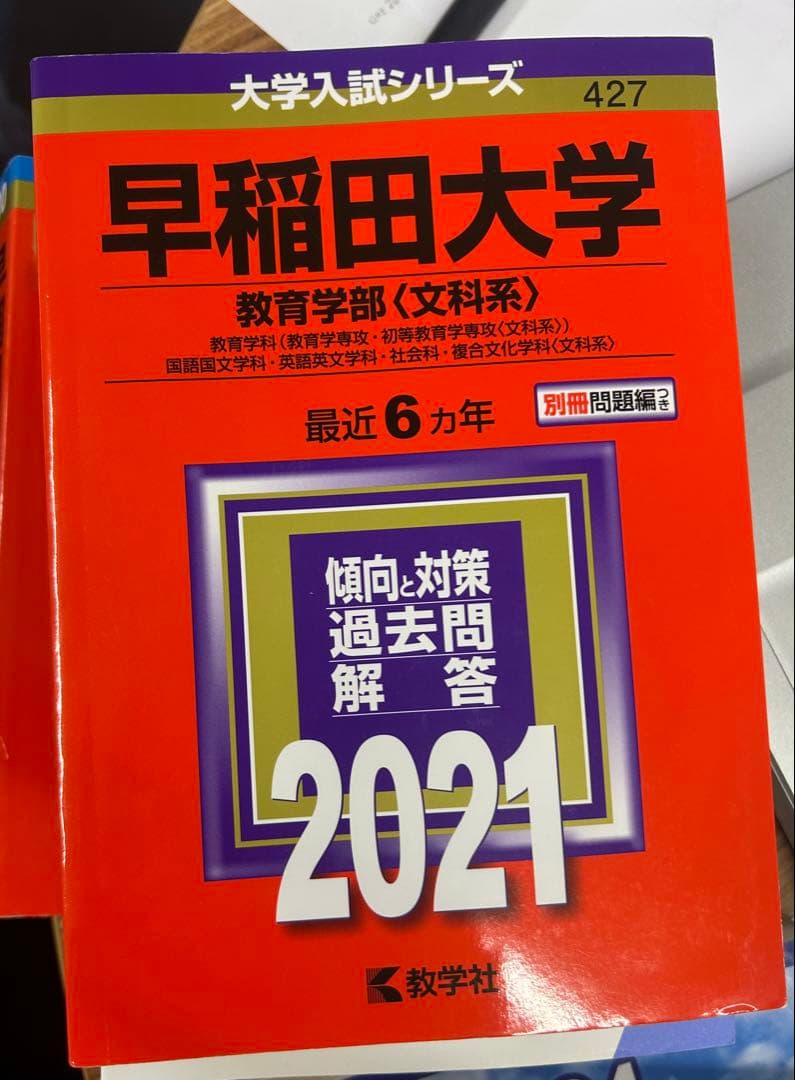 大学入試シリーズ 427
早稲田大学
教育学部〈文科系〉
教育学科(教育学専攻・初等教育学専攻〈文科系〉)
国語国文学科・英語英文学科・社会科・複合文化学科〈文科系〉
最近6カ年
別冊問題編つき
傾向と対策
過去問
解答
2021
教学社